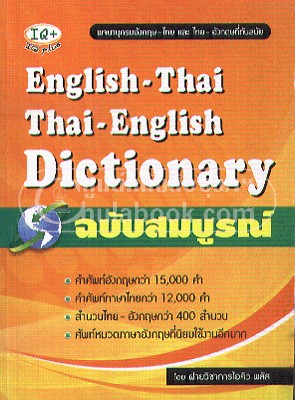 IQ+
IQ Plus
พจนานุกรมอังกฤษ-ไทย และ ไทย-อังกฤษที่ทันสมัย
English-Thai
Thai-English
Dictionary
ฉบับสมบูรณ์
คำศัพท์อังกฤษกว่า 15,000 คำ
คำศัพท์ภาษาไทยกว่า 12,000 คำ
สำนวนไทย-อังกฤษกว่า 400 สำนวน
ศัพท์หมวดภาษาอังกฤษที่นิยมใช้งานอีกมาก
โดย ฝ่ายวิชาการไอคิว พลัส